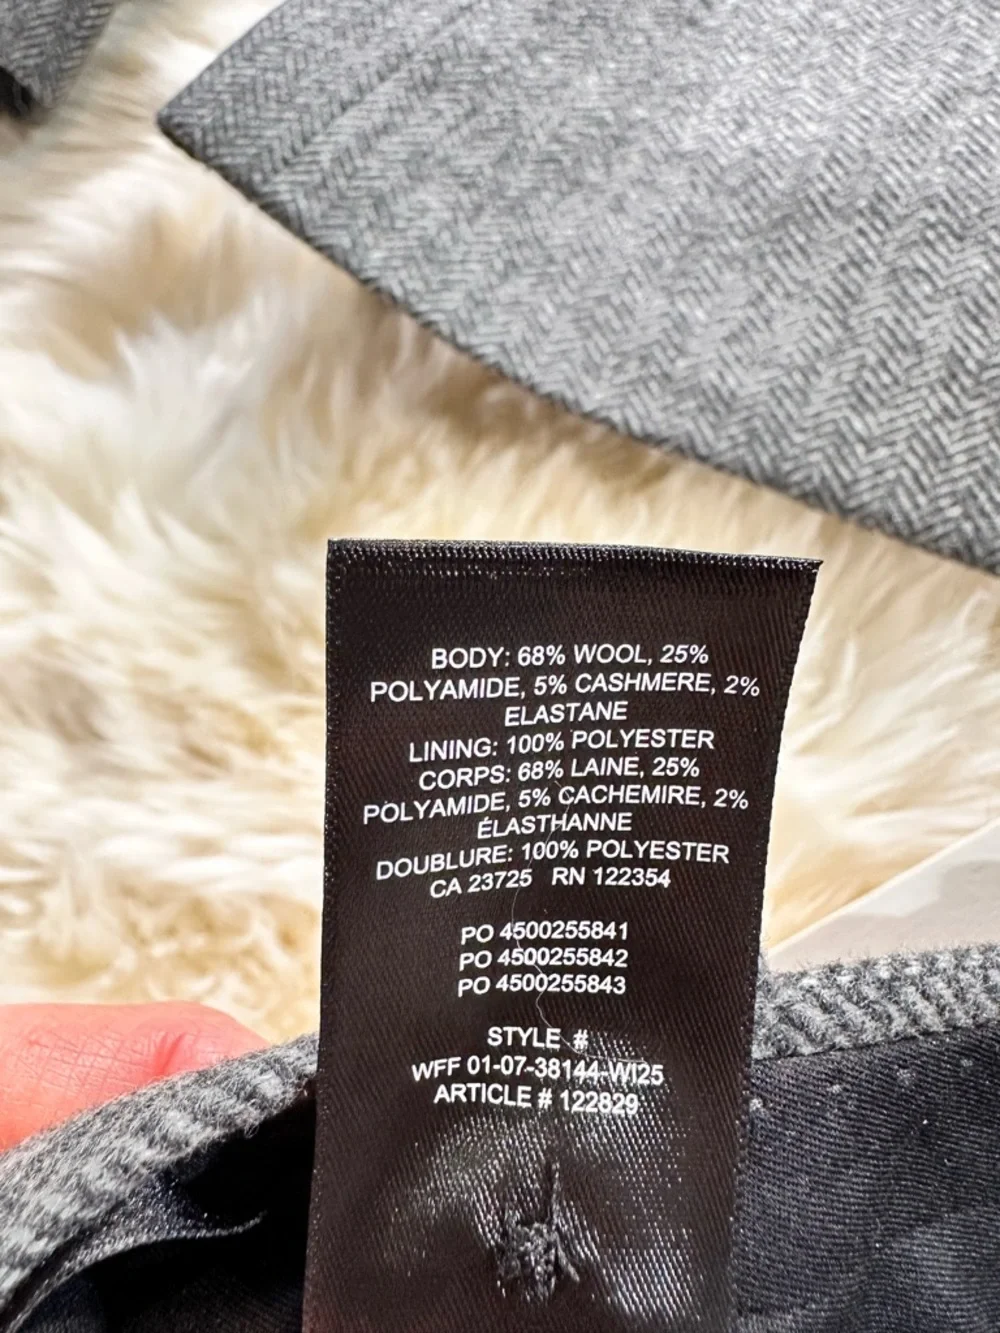 BODY: 68% WOOL, 25%
POLYAMIDE, 5% CASHMERE, 2%
ELASTANE
LINING: 100% POLYESTER
CORPS: 68% LAINE, 25%
POLYAMIDE, 5% CACHEMIRE, 2%
ÉLASTHANNE
DOUBLURE: 100% POLYESTER
CA 23725 RN 122354
PO 4500255841
PO 4500255842
PO 4500255843
STYLE #
WFF 01-07-38144-WI25
ARTICLE # 122829